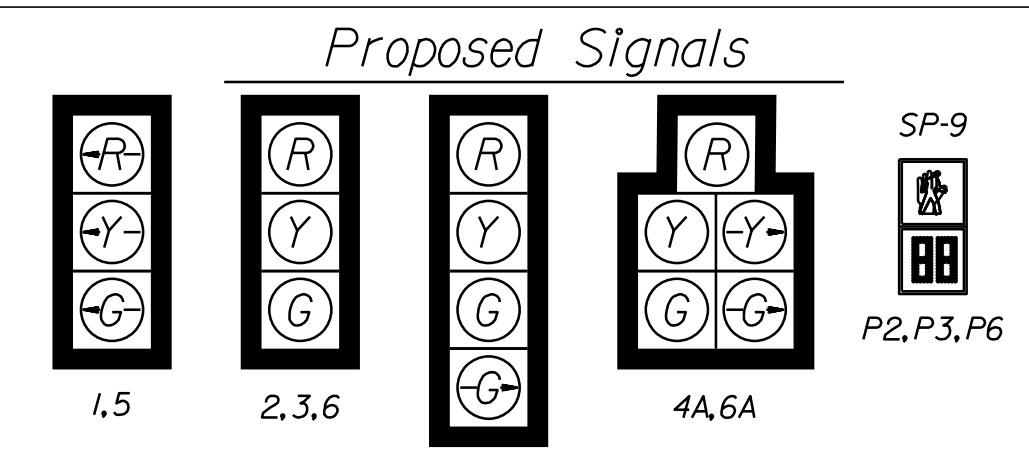 Proposed Signals
R
Y
G
1,5
R
Y
G
2,3,6
R
Y
G
G
R
Y Y
G G
4A,6A
SP-9
88
P2,P3,P6